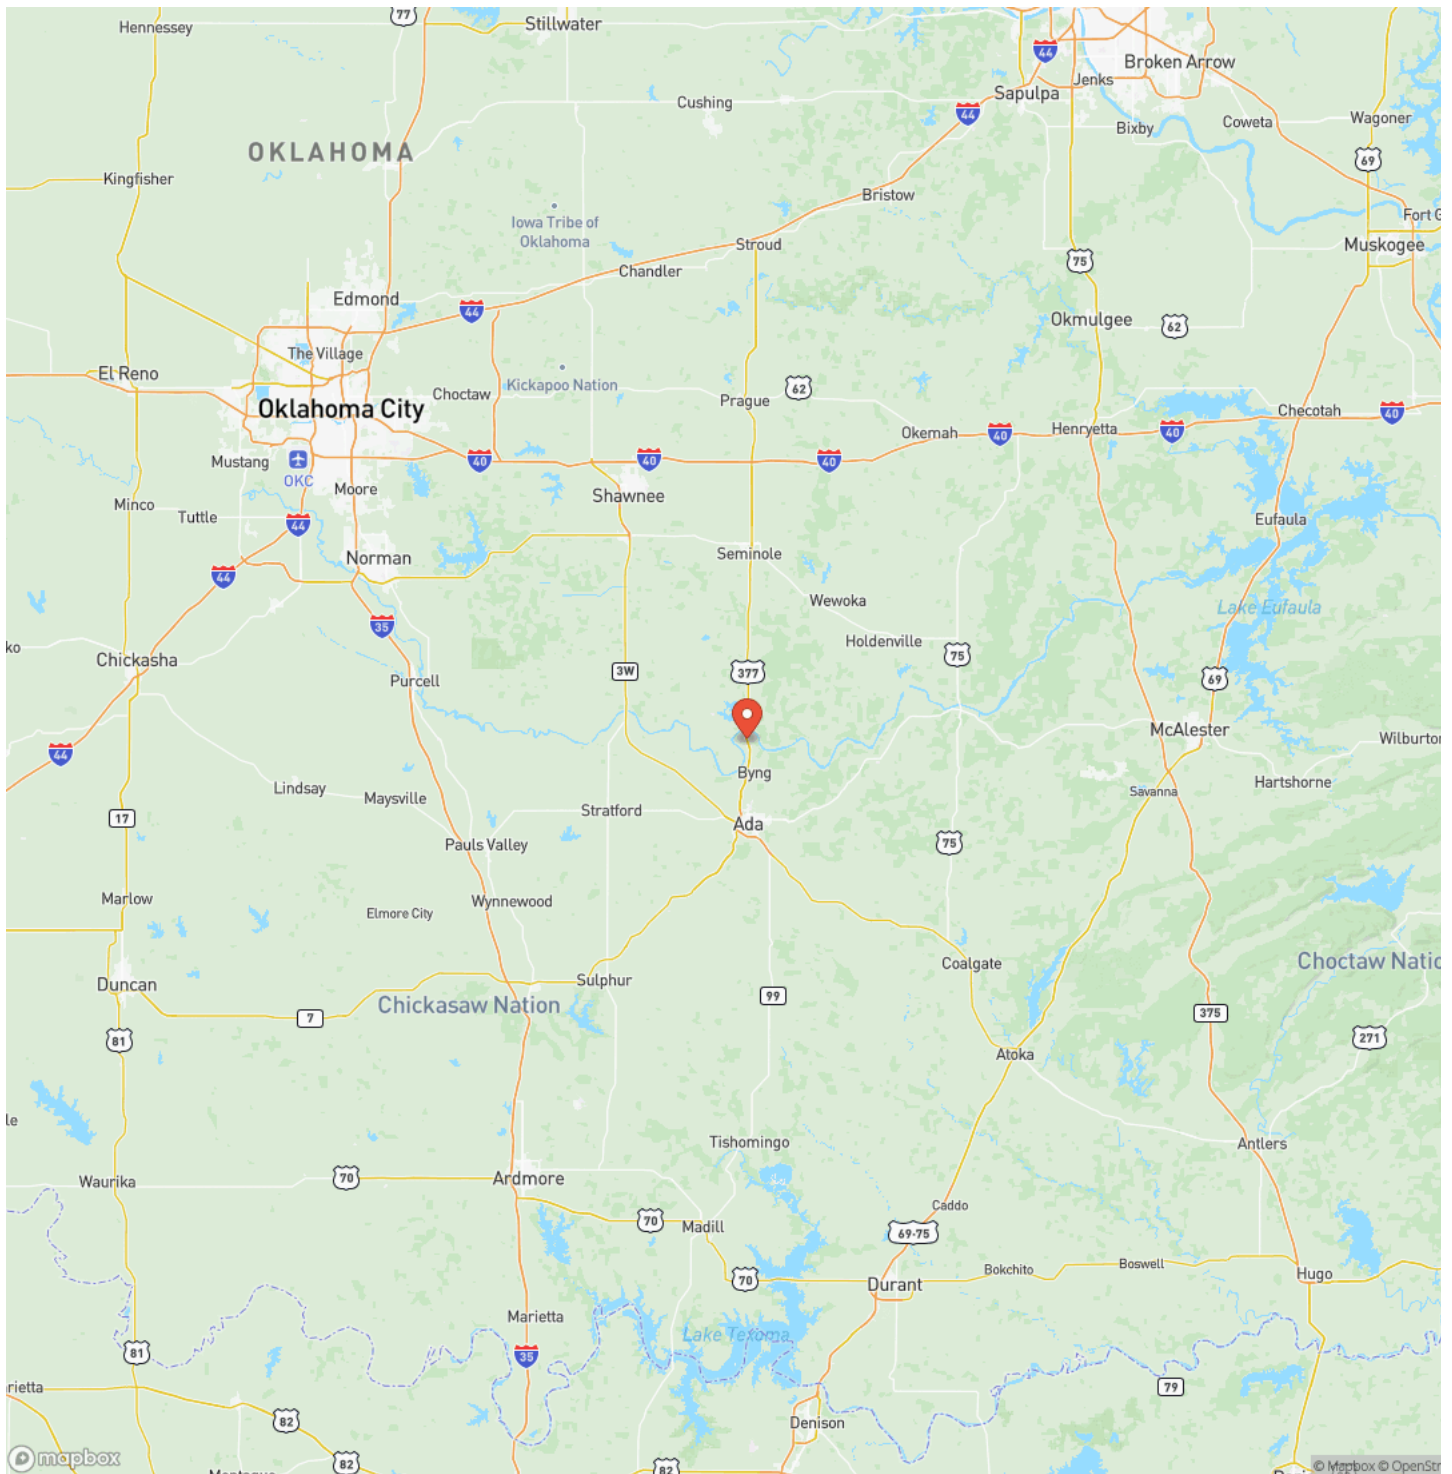 77
Stillwater
Hennessey
44
Broken Arrow
Jenks
Sapulpa
Cushing
44
Bixby
Coweta
Wagoner
OKLAHOMA
69
Kingfisher
Bristow
Iowa Tribe of
Oklahoma
Fort G
Stroud
Muskogee
75
Chandler
Edmond
44
Okmulgee
62
The Village
El Reno
Kickapoo Nation
62
Choctaw
Prague
Oklahoma City
Checotah
40
Okemah
40
Henryetta
40
Mustang
40
40
40
OKC
Moore
Shawnee
Minco
Tuttle
44
Eufaula
Norman
Seminole
44
Wewoka
Lake Eufaula
35
Holdenville
ko
75
Chickasha
3W
377
69
Purcell
McAlester
Wilburton
44
Byng
Lindsay
Hartshorne
Maysville
Savanna
Stratford
17
Ada
Pauls Valley
75
Marlow
Wynnewood
Elmore City
Coalgate
Choctaw Natio
Duncan
Sulphur
99
Chickasaw Nation
7
375
81
271
Atoka
le
Tishomingo
Antlers
Waurika
70
Ardmore
Caddo
70
Madill
69-75
Boswell
Bokchito
Hugo
70
Durant
Marietta
Lake Texoma
81
35
rietta
79
82
Denison
mapbox
82
82
© Mapbox © OpenStr